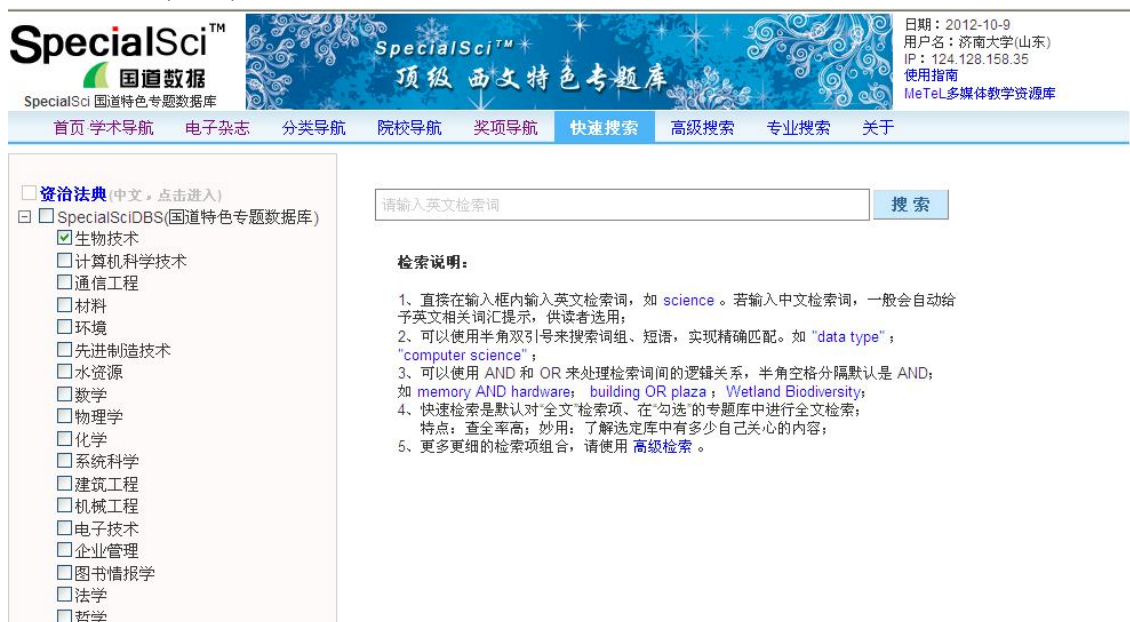 SpecialSci™
国道数据
SpecialSci 国道特色专题数据库
SpecialSci™
顶级 西文特色专题库
日期：2012-10-9
用户名：济南大学(山东)
IP：124.128.158.35
使用指南
MeTeL多媒体教学资源库
首页·学术导航 电子杂志 分类导航 院校导航 奖项导航 快速搜索 高级搜索 专业搜索 关于
资治法典(中文，点击进入)
SpecialSciDBS(国道特色专题数据库)
生物技术
计算机科学技术
通信工程
材料
环境
先进制造技术
水资源
数学
物理学
化学
系统科学
建筑工程
机械工程
电子技术
企业管理
图书情报学
法学
哲学
请输入英文检索词
搜 索
检索说明：
1、直接在输入框内输入英文检索词，如 science 。若输入中文检索词，一般会自动给
予英文相关词汇提示，供读者选用；
2、可以使用半角双引号来搜索词组、短语，实现精确匹配。如 "data type"；
"computer science"；
3、可以使用 AND 和 OR 来处理检索词间的逻辑关系，半角空格分隔默认是 AND；
如 memory AND hardware； building OR plaza ； Wetland Biodiversity；
4、快速检索是默认对“全文”检索项、在“勾选”的专题库中进行全文检索；
特点：查全率高；妙用：了解选定库中有多少自己关心的内容；
5、更多更细的检索项组合，请使用 高级检索 。